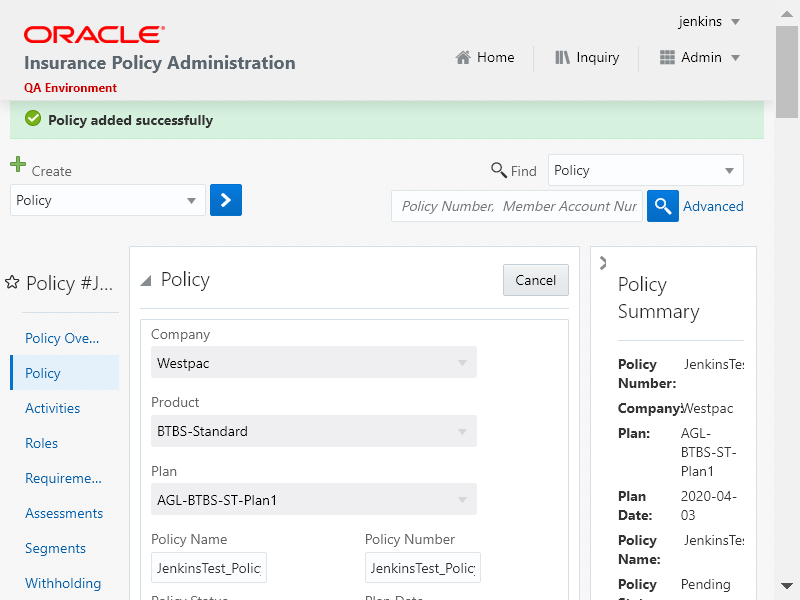 jenkins
ORACLE
Insurance Policy Administration
QA Environment
Home
Inquiry
Admin
Policy added successfully
Create
Policy
Find
Policy
Policy Number, Member Account Nur
Advanced
Policy #J...
Policy Ove...
Policy
Activities
Roles
Requireme...
Assessments
Segments
Withholding
Policy
Cancel
Company
Westpac
Product
BTBS-Standard
Plan
AGL-BTBS-ST-Plan1
Policy Name
Policy Number
JenkinsTest_Polic
JenkinsTest_Polic
Policy Status
Plan Date
Policy
Summary
Policy
Number:
JenkinsTes
Company:
Westpac
Plan:
AGL-
BTBS-ST-
Plan1
Plan
Date:
2020-04-
03
Policy
Name:
JenkinsTes
Policy
Pending